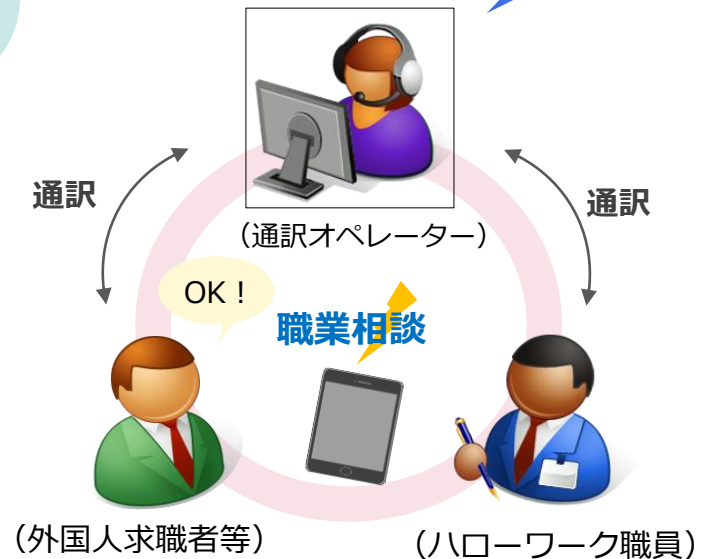 通訳
通訳
（通訳オペレーター）
OK！
職業相談
（外国人求職者等）
（ハローワーク職員）